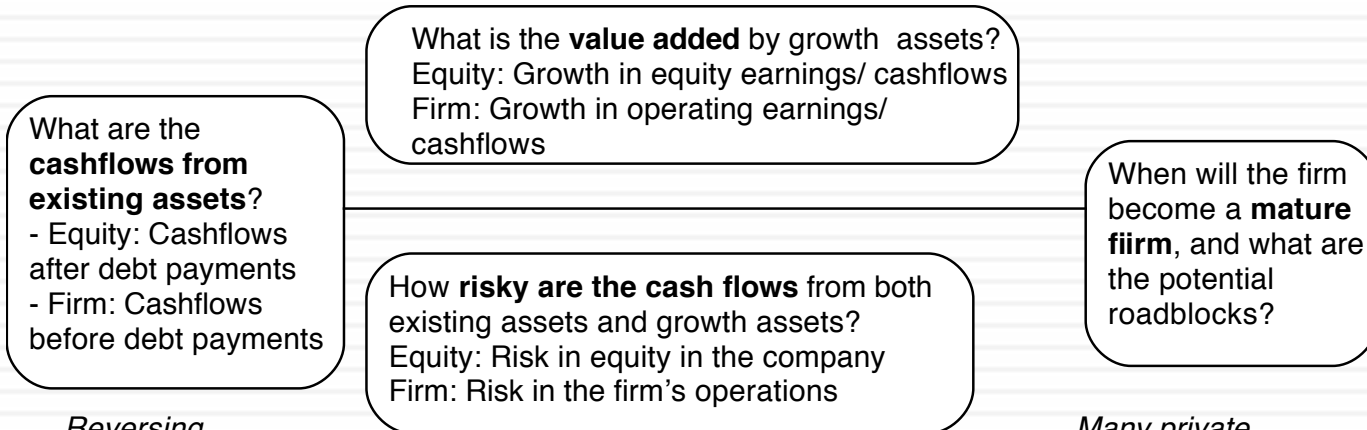 What is the value added by growth assets?
Equity: Growth in equity earnings/ cashflows
Firm: Growth in operating earnings/
cashflows
What are the
cashflows from
existing assets?
- Equity: Cashflows
after debt payments
- Firm: Cashflows
before debt payments
When will the firm
become a mature
fiirm, and what are
the potential
roadblocks?
How risky are the cash flows from both
existing assets and growth assets?
Equity: Risk in equity in the company
Firm: Risk in the firm's operations
Reversing
Many private